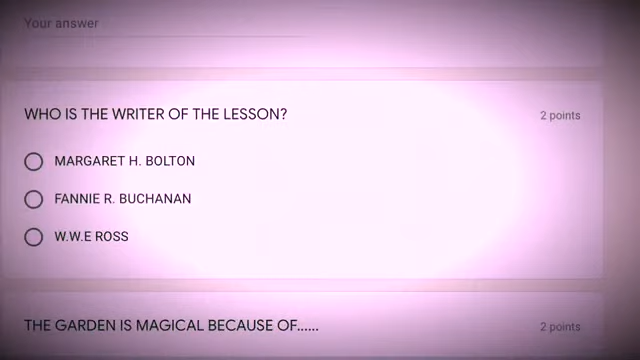 Your answer
WHO IS THE WRITER OF THE LESSON?
2 points
MARGARET H. BOLTON
FANNIE R. BUCHANAN
W.W.E ROSS
THE GARDEN IS MAGICAL BECAUSE OF......
2 points